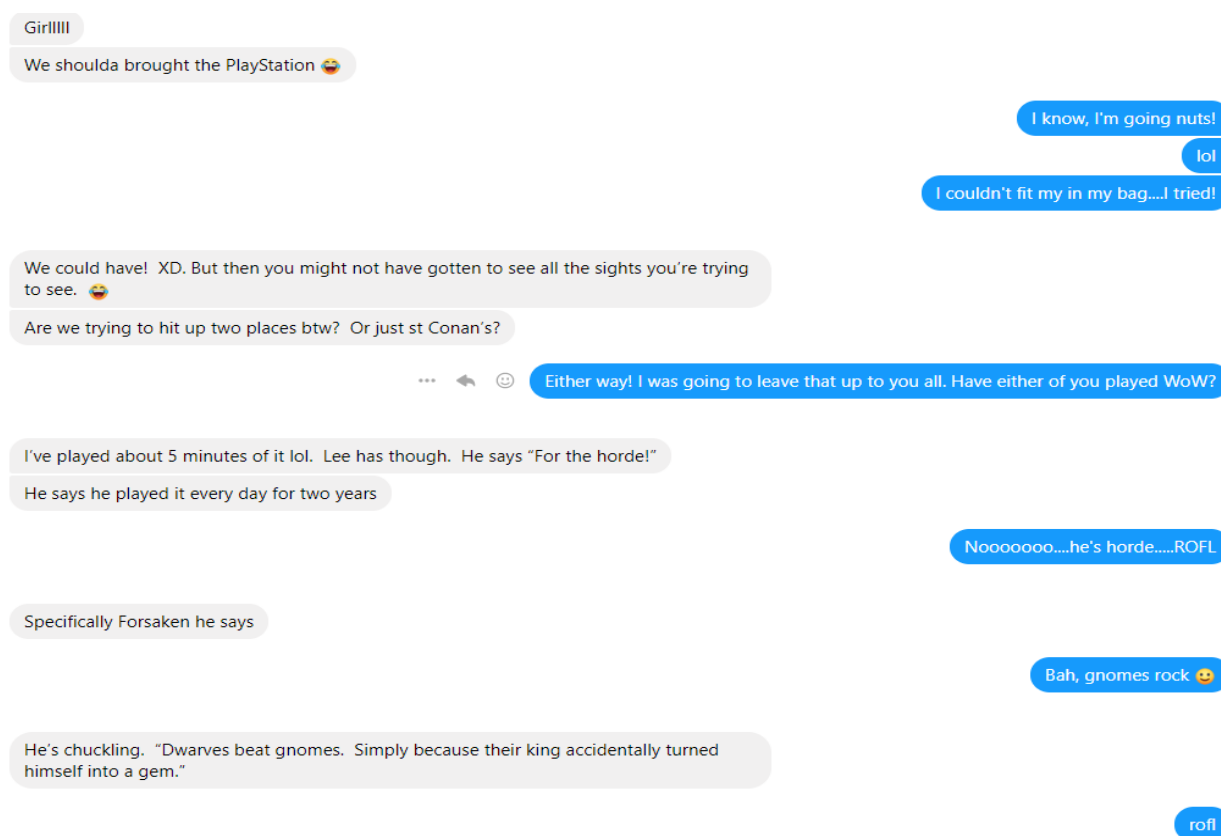 Girlllll
We shoulda brought the PlayStation 😂
I know, I'm going nuts!
lol
I couldn't fit my in my bag....I tried!
We could have!  XD. But then you might not have gotten to see all the sights you’re trying
to see.  😂
Are we trying to hit up two places btw?  Or just st Conan’s?
Either way! I was going to leave that up to you all. Have either of you played WoW?
I’ve played about 5 minutes of it lol.  Lee has though.  He says “For the horde!”
He says he played it every day for two years
Nooooooo....he's horde.....ROFL
Specifically Forsaken he says
Bah, gnomes rock 🙂
He’s chuckling.  “Dwarves beat gnomes.  Simply because their king accidentally turned
himself into a gem.”
rofl